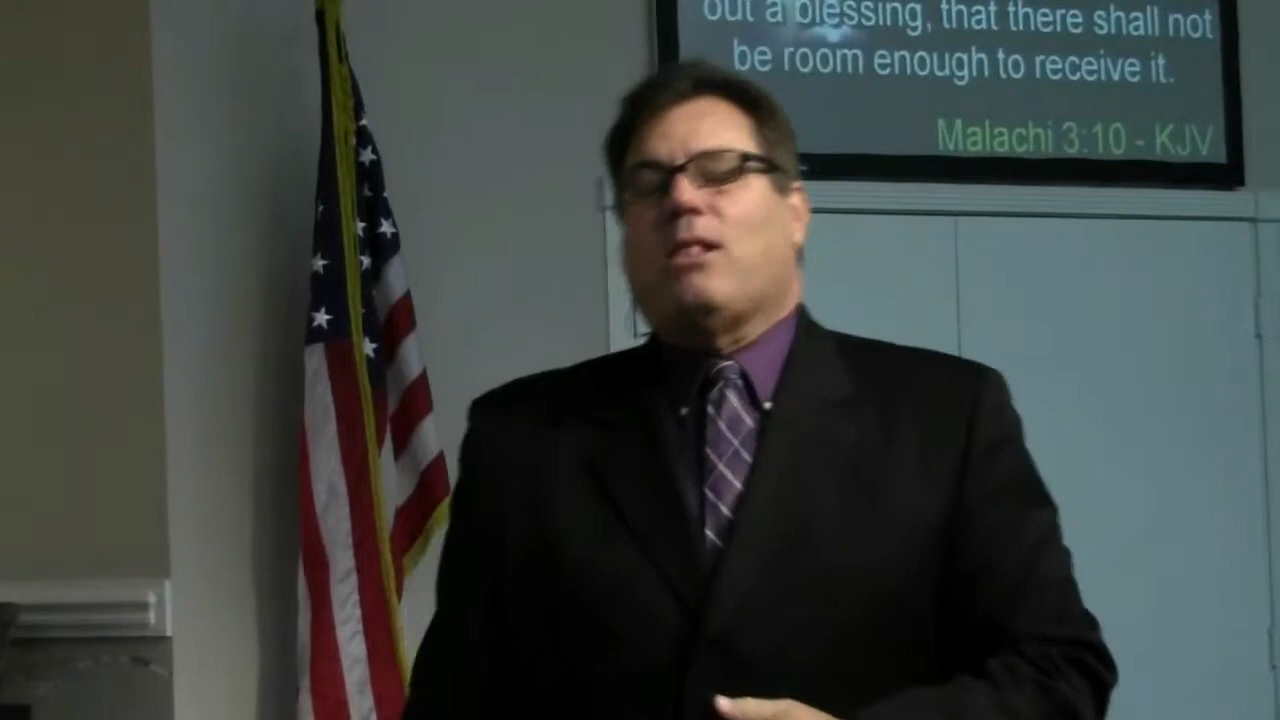 out a blessing, that there shall not
be room enough to receive it.
Malachi 3:10 - KJV